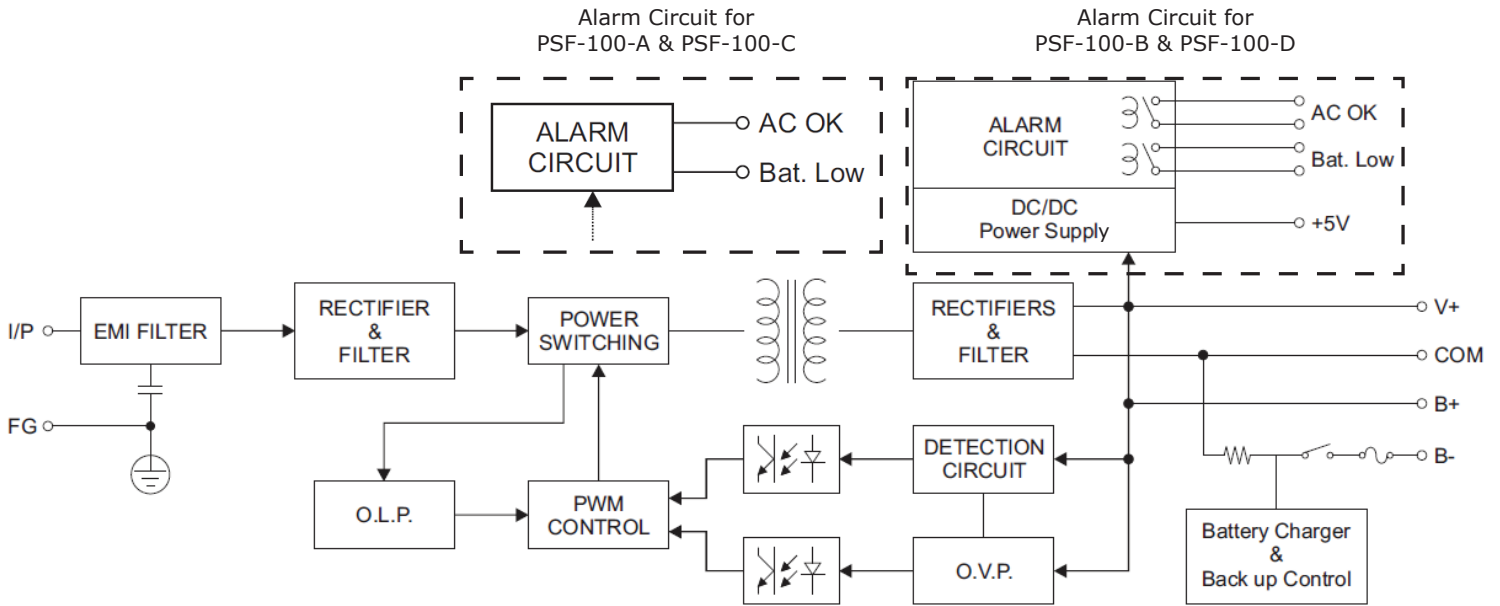 Alarm Circuit for
PSF-100-A & PSF-100-C
Alarm Circuit for
PSF-100-B & PSF-100-D
ALARM
CIRCUIT
AC OK
Bat. Low
ALARM
CIRCUIT
AC OK
Bat. Low
DC/DC
Power Supply
+5V
I/P
EMI FILTER
RECTIFIER
&
FILTER
POWER
SWITCHING
RECTIFIERS
&
FILTER
V+
COM
FG
B+
B-
O.L.P.
PWM
CONTROL
DETECTION
CIRCUIT
O.V.P.
Battery Charger
&
Back up Control